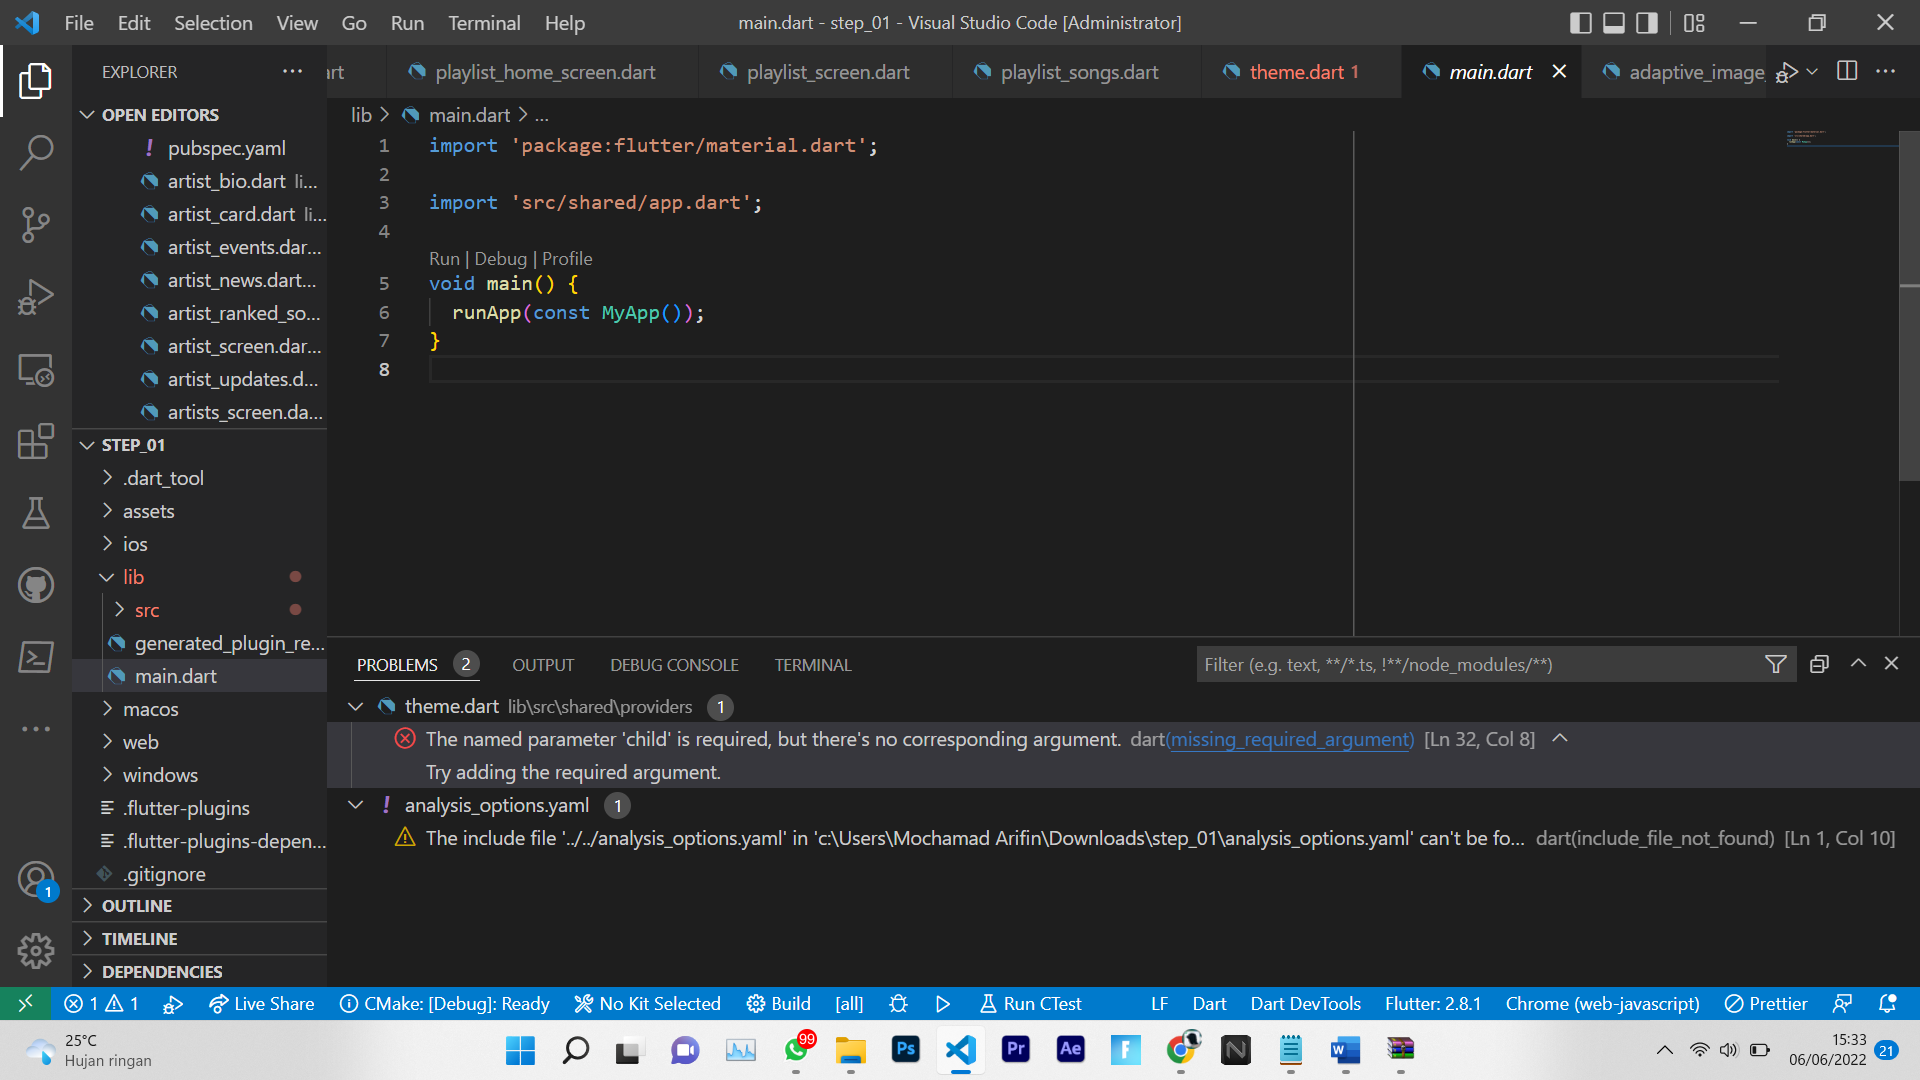 File Edit Selection View Go Run Terminal Help
main.dart - step_01 - Visual Studio Code [Administrator]
EXPLORER
rt
playlist_home_screen.dart
playlist_screen.dart
playlist_songs.dart
theme.dart 1
main.dart
adaptive_image_
OPEN EDITORS
! pubspec.yaml
artist_bio.dart li...
artist_card.dart li...
artist_events.dar...
artist_news.dart...
artist_ranked_so...
artist_screen.dar...
artist_updates.d...
artists_screen.da...
STEP_01
.dart_tool
assets
ios
lib
src
generated_plugin_re...
main.dart
macos
web
windows
.flutter-plugins
.flutter-plugins-depen...
.gitignore
OUTLINE
TIMELINE
DEPENDENCIES
lib > main.dart > ...
1 import 'package:flutter/material.dart';
2
3 import 'src/shared/app.dart';
4
Run | Debug | Profile
5 void main() {
6 runApp(const MyApp());
7 }
8
PROBLEMS 2 OUTPUT DEBUG CONSOLE TERMINAL
Filter (e.g. text, **/*.ts, !**/node_modules/**)
theme.dart lib\src\shared\providers 1
The named parameter 'child' is required, but there's no corresponding argument. dart(missing_required_argument) [Ln 32, Col 8]
Try adding the required argument.
! analysis_options.yaml 1
The include file '../../analysis_options.yaml' in 'c:\Users\Mochamad Arifin\Downloads\step_01\analysis_options.yaml' can't be fo... dart(include_file_not_found) [Ln 1, Col 10]
1
1 1 Live Share CMake: [Debug]: Ready No Kit Selected Build [all] Run CTest LF Dart Dart DevTools Flutter: 2.8.1 Chrome (web-javascript) Prettier
25°C
Hujan ringan
99
Ps
Pr
Ae
F
N
W
15:33
06/06/2022
21